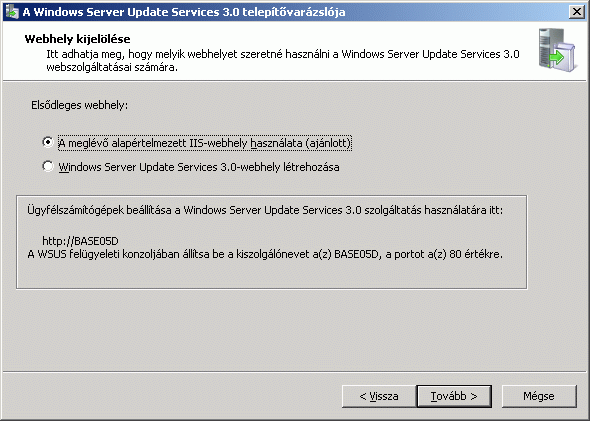 A Windows Server Update Services 3.0 telepítővarázslója
Webhely kijelölése
Itt adhatja meg, hogy melyik webhelyet szeretné használni a Windows Server Update Services 3.0
webszolgáltatásai számára.
Elsődleges webhely:
A meglévő alapértelmezett IIS-webhely használata (ajánlott)
Windows Server Update Services 3.0-webhely létrehozása
Ügyfélszámítógépek beállítása a Windows Server Update Services 3.0 szolgáltatás használatára itt:
http://BASE05D
A WSUS felügyeleti konzoljában állítsa be a kiszolgálónevet a(z) BASE05D, a portot a(z) 80 értékre.
< Vissza
Tovább >
Mégse